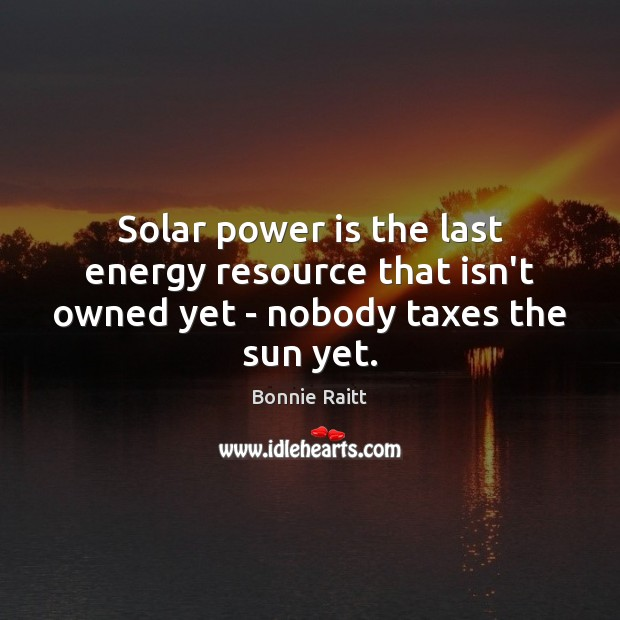 Solar power is the last
energy resource that isn't
owned yet - nobody taxes the
sun yet.
Bonnie Raitt
www.idlehearts.com